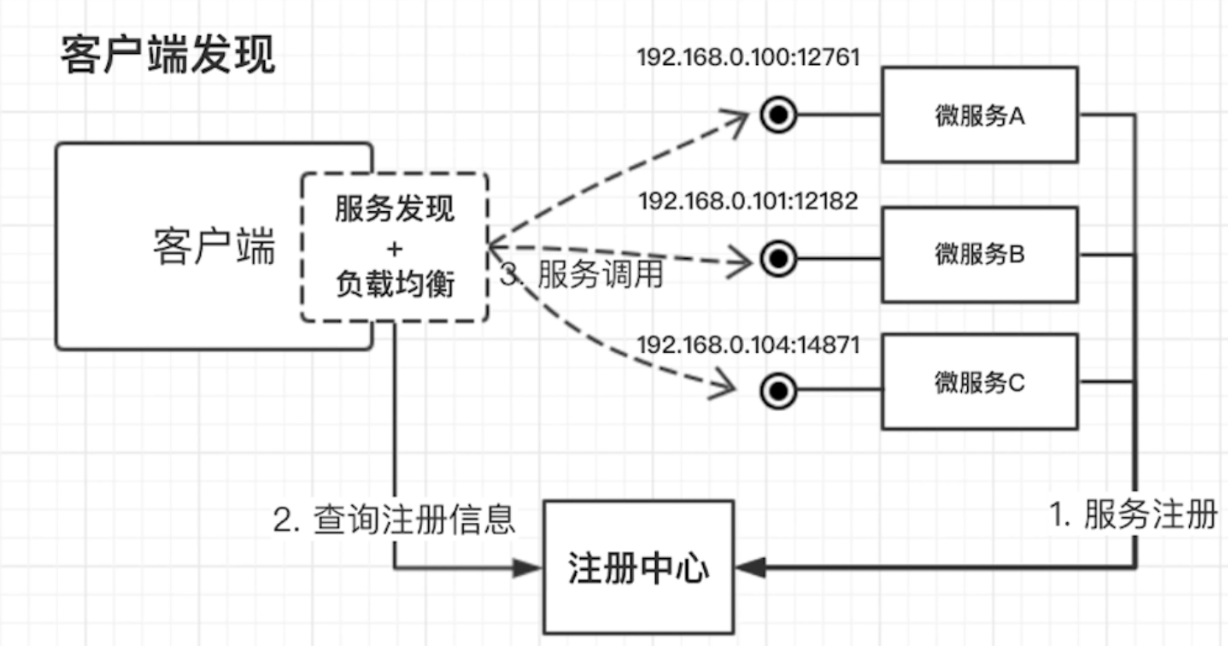 客户端发现
192.168.0.100:12761
微服务A
客户端
服务发现
+
负载均衡
192.168.0.101:12182
微服务B
3. 服务调用
192.168.0.104:14871
微服务C
2. 查询注册信息
1. 服务注册
注册中心